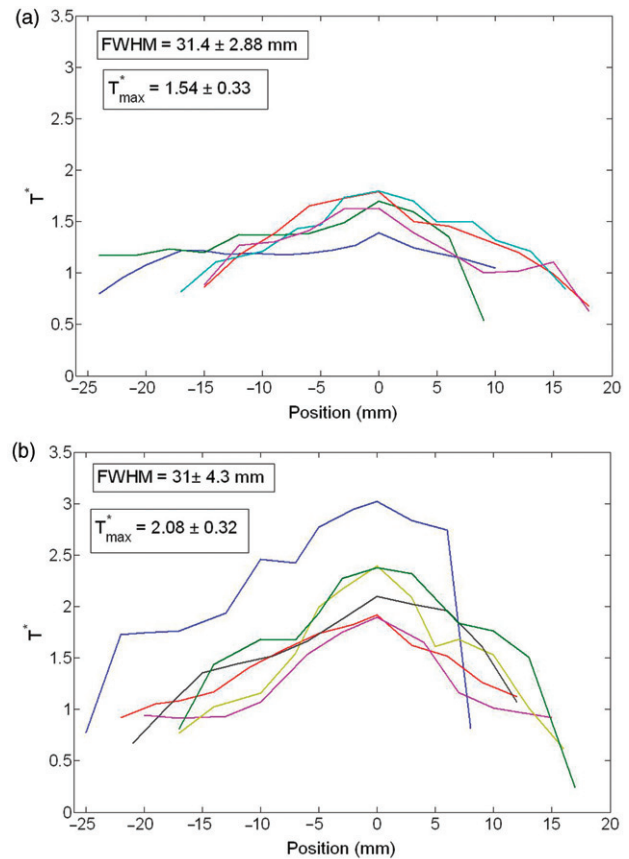 (a)
FWHM = 31.4 ± 2.88 mm
T*max = 1.54 ± 0.33
3.5
3
2.5
2
1.5
1
0.5
0
T*
−25 −20 −15 −10 −5 0 5 10 15 20
Position (mm)
(b)
FWHM = 31± 4.3 mm
T*max = 2.08 ± 0.32
3.5
3
2.5
2
1.5
1
0.5
0
T*
−25 −20 −15 −10 −5 0 5 10 15 20
Position (mm)